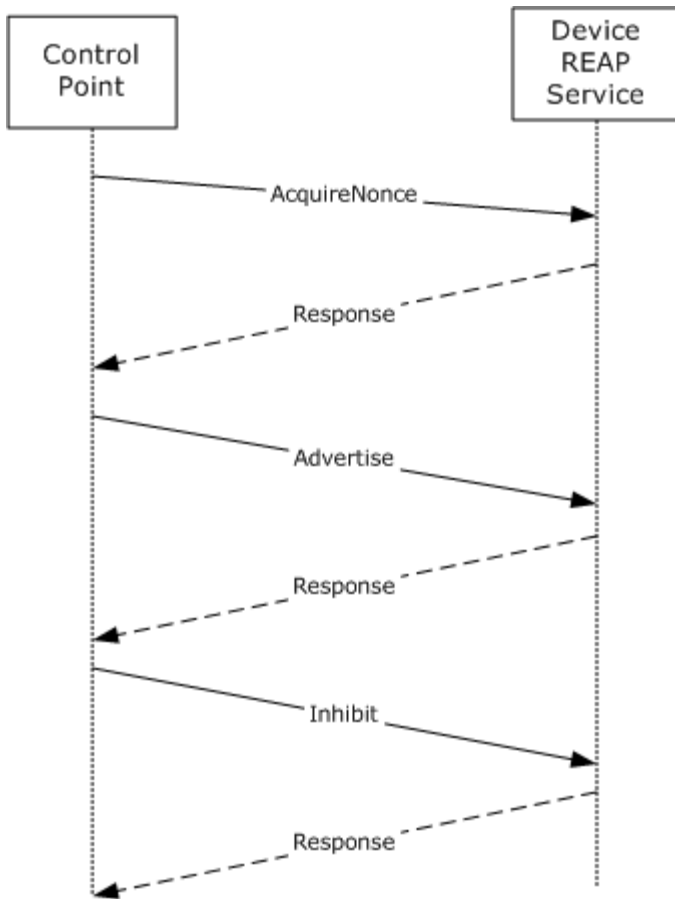 Control
Point
Device
REAP
Service
AcquireNonce
Response
Advertise
Response
Inhibit
Response